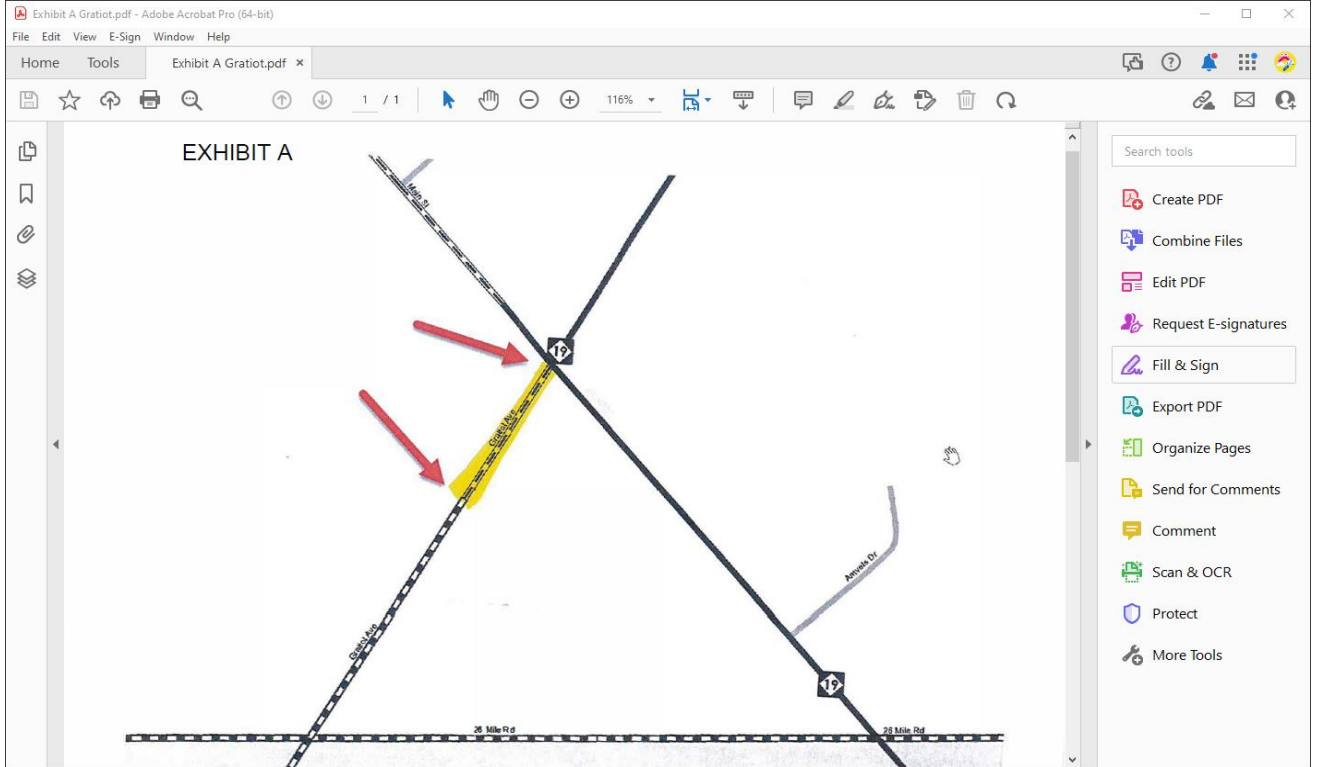 Exhibit A Gratiot.pdf - Adobe Acrobat Pro (64-bit)
File Edit View E-Sign Window Help
Home Tools Exhibit A Gratiot.pdf ×
1 / 1 116%
Search tools
Create PDF
Combine Files
Edit PDF
Request E-signatures
Fill & Sign
Export PDF
Organize Pages
Send for Comments
Comment
Scan & OCR
Protect
More Tools
EXHIBIT A
Main St
19
Gratiot Ave
Amvets Dr
Gratiot Ave
19
26 Mile Rd
26 Mile Rd